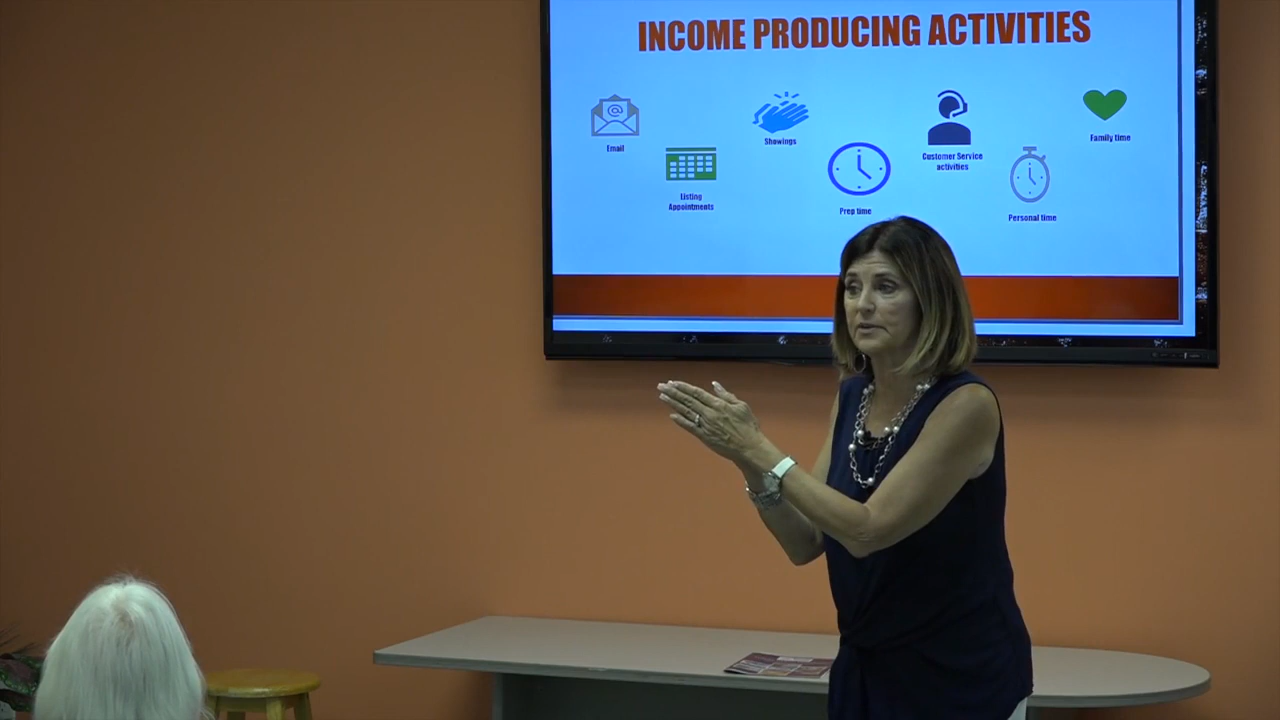 INCOME PRODUCING ACTIVITIES
Email
Listing
Appointments
Showings
Prep time
Customer Service
activities
Personal time
Family time